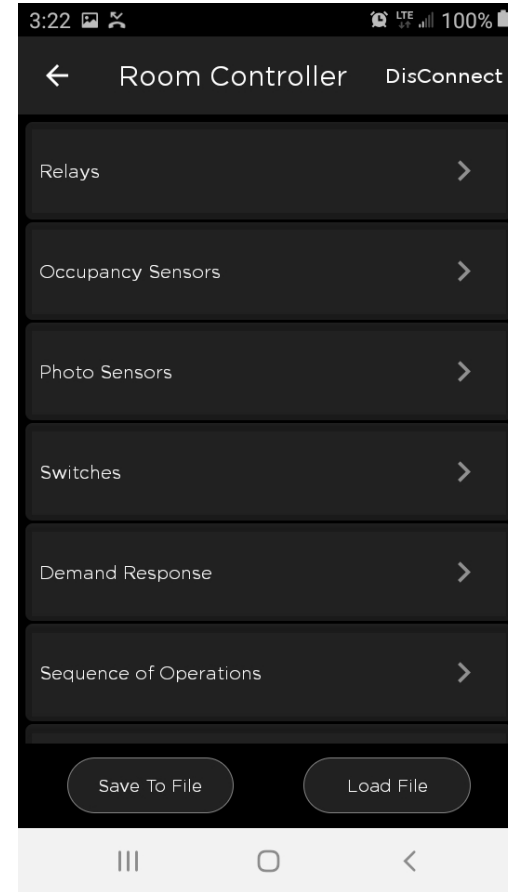 3:22 LTE 100%
Room Controller DisConnect
Relays
Occupancy Sensors
Photo Sensors
Switches
Demand Response
Sequence of Operations
Save To File Load File